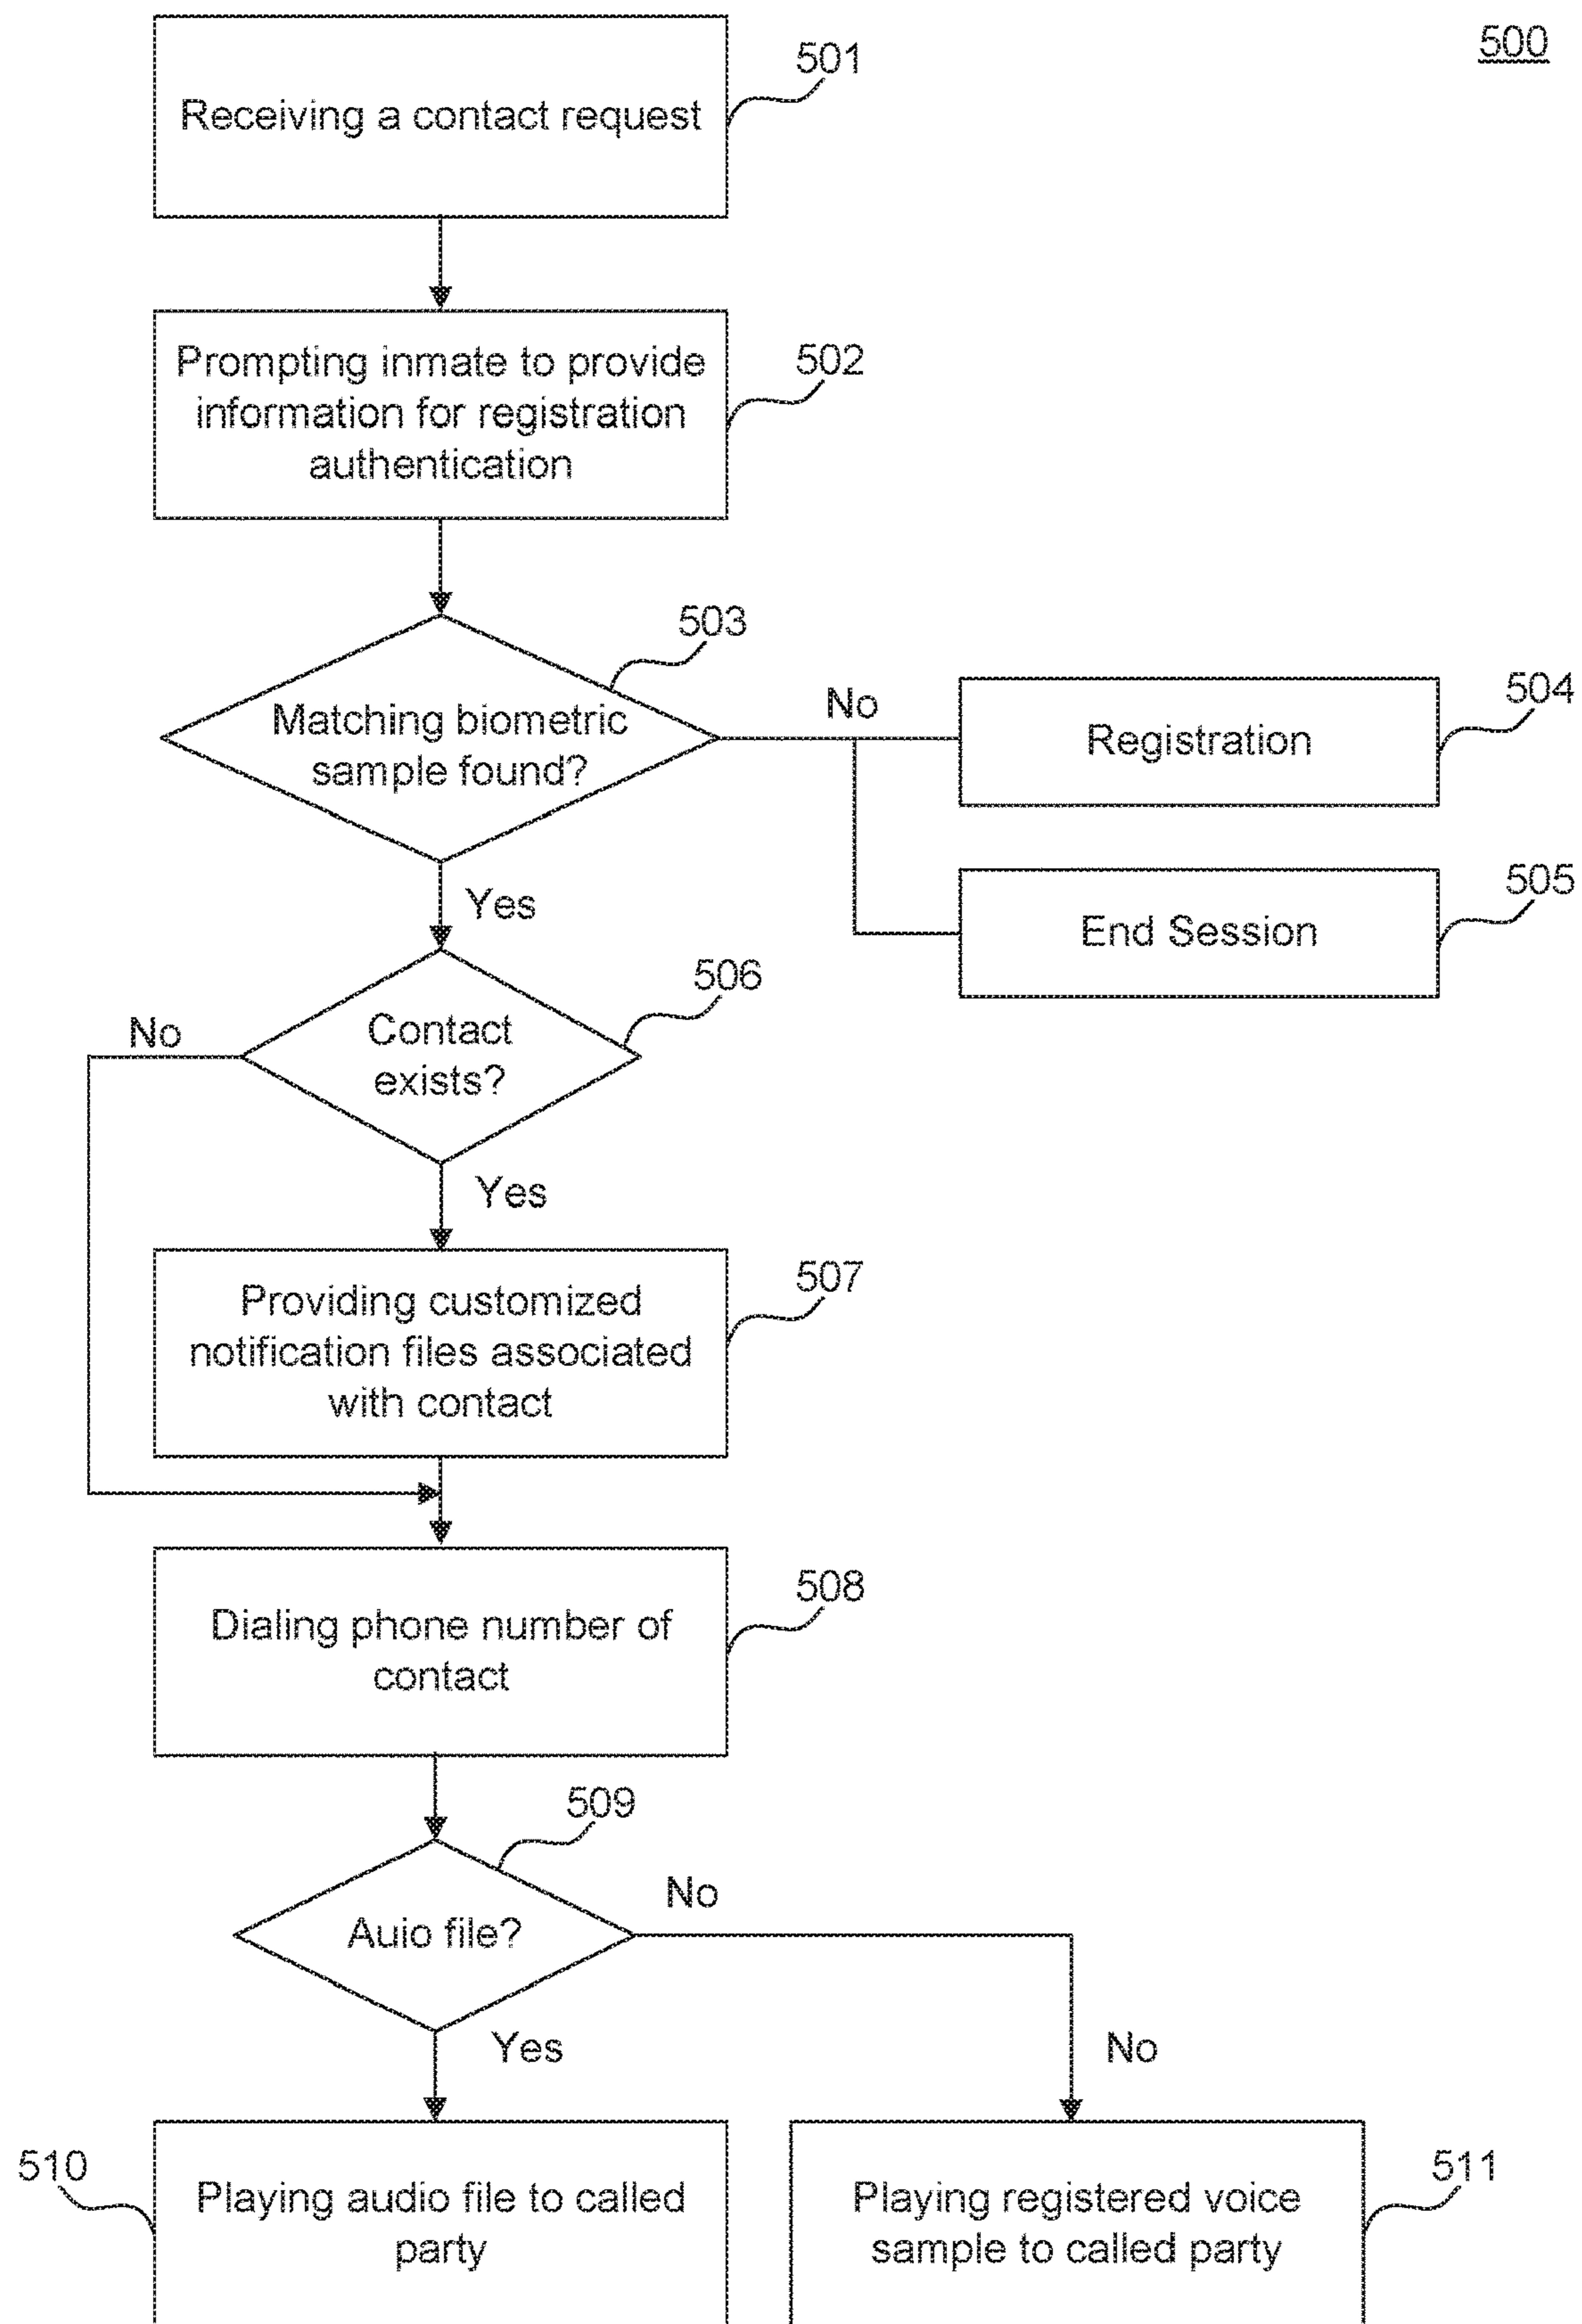 500
501
Receiving a contact request
502
Prompting inmate to provide
information for registration
authentication
503
Matching biometric
sample found?
No
504
Registration
505
End Session
Yes
506
Contact
exists?
No
Yes
507
Providing customized
notification files associated
with contact
508
Dialing phone number of
contact
509
Auio file?
No
Yes
No
510
Playing audio file to called
party
511
Playing registered voice
sample to called party